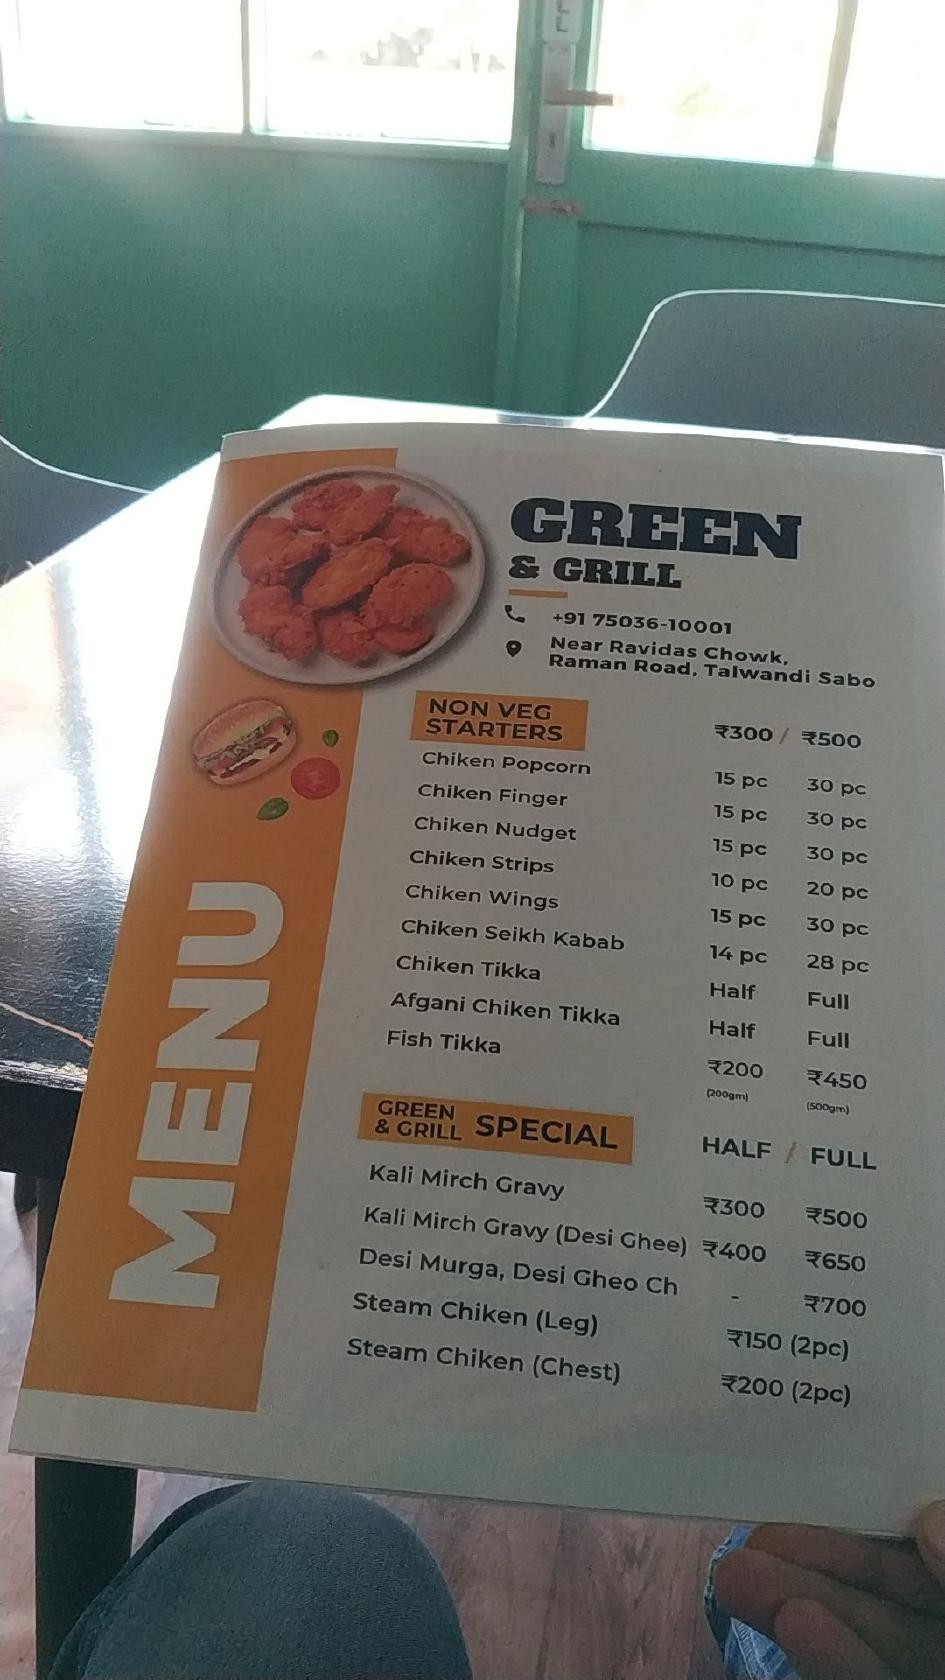 GREEN
& GRILL
+91 75036-10001
Near Ravidas Chowk,
Raman Road, Talwandi Sabo
MENU
NON VEG
STARTERS ₹300 / ₹500
Chiken Popcorn 15 pc 30 pc
Chiken Finger 15 pc 30 pc
Chiken Nudget 15 pc 30 pc
Chiken Strips 10 pc 20 pc
Chiken Wings 15 pc 30 pc
Chiken Seikh Kabab 14 pc 28 pc
Chiken Tikka Half Full
Afgani Chiken Tikka Half Full
Fish Tikka ₹200 ₹450
(200gm) (500gm)
GREEN
& GRILL SPECIAL HALF / FULL
Kali Mirch Gravy ₹300 ₹500
Kali Mirch Gravy (Desi Ghee) ₹400 ₹650
Desi Murga, Desi Gheo Ch - ₹700
Steam Chiken (Leg) ₹150 (2pc)
Steam Chiken (Chest) ₹200 (2pc)